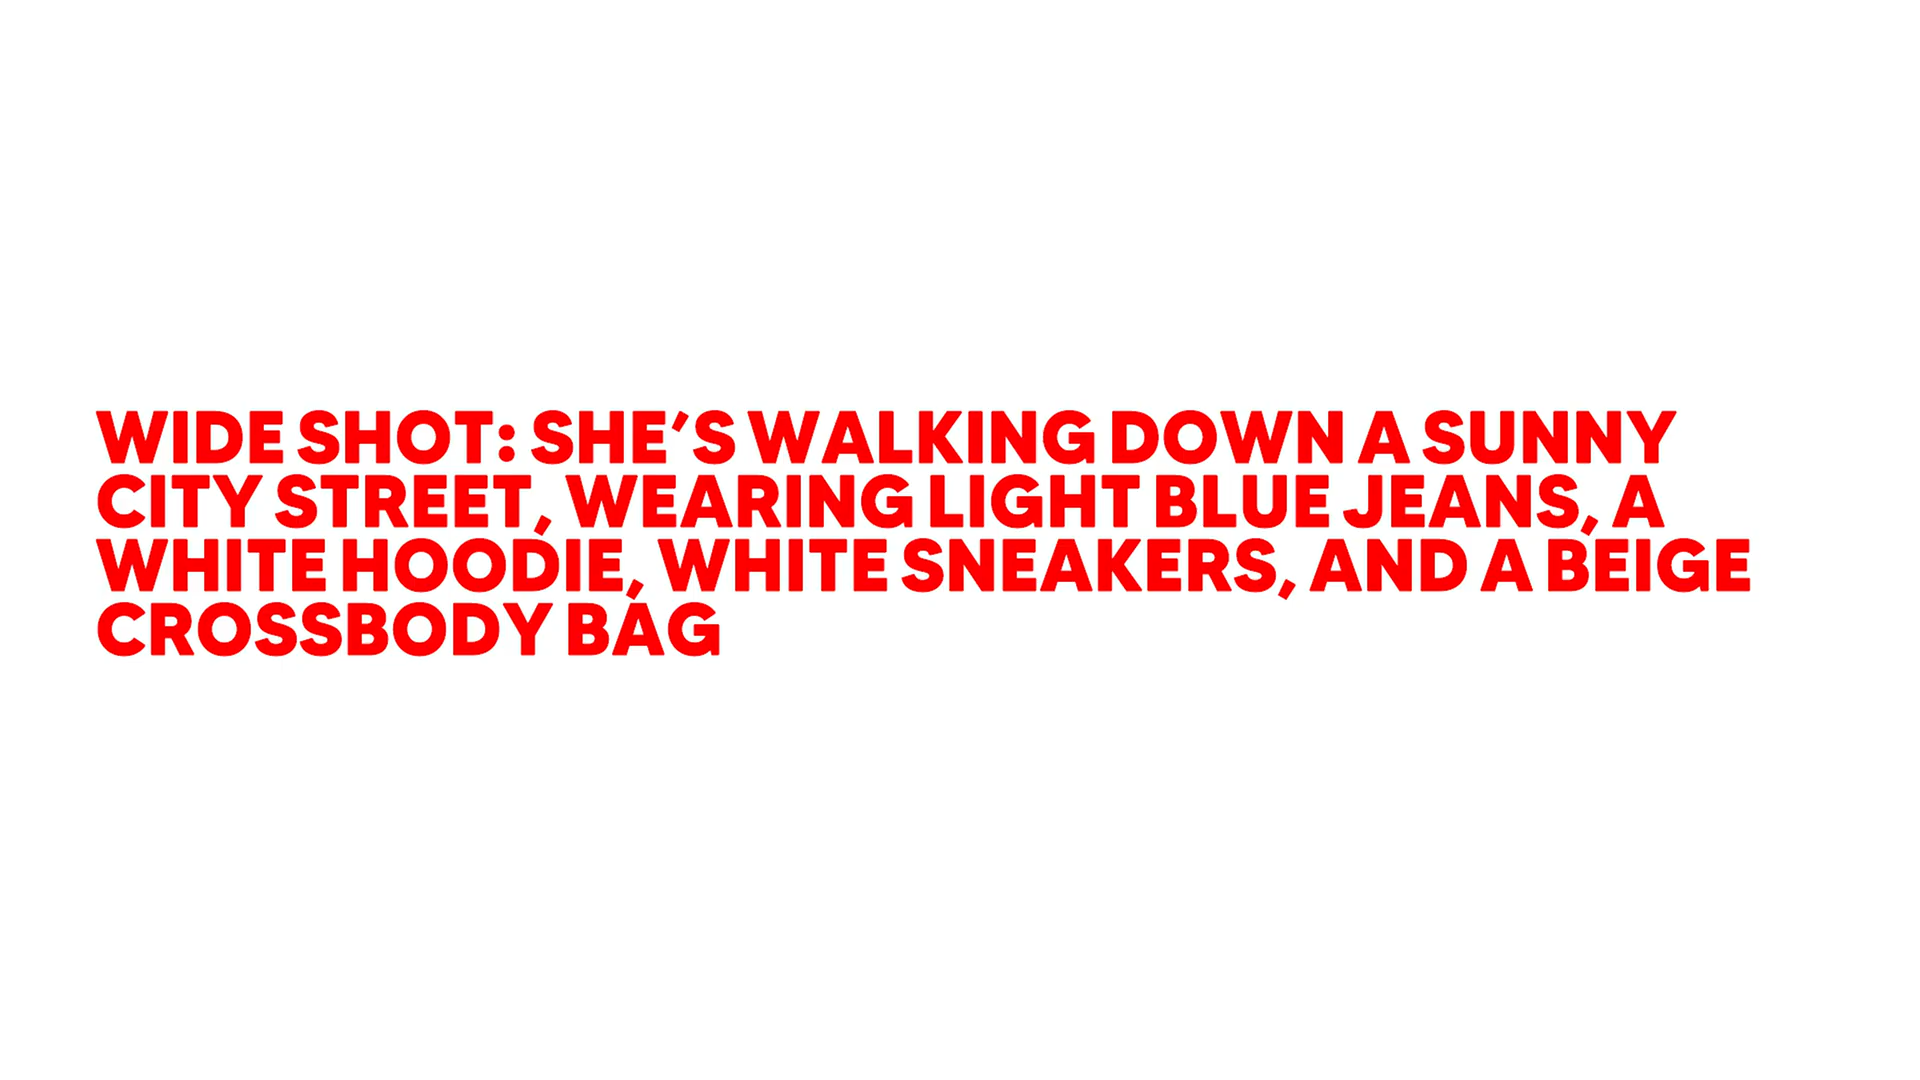 WIDE SHOT: SHE’S WALKING DOWN A SUNNY
CITY STREET, WEARING LIGHT BLUE JEANS, A
WHITE HOODIE, WHITE SNEAKERS, AND A BEIGE
CROSSBODY BAG